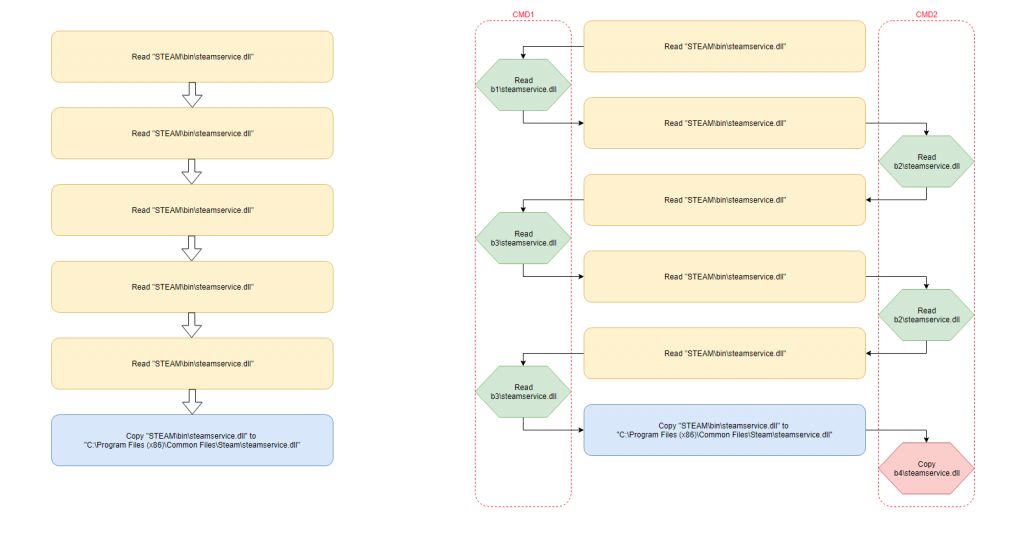 Read "STEAM\bin\steamservice.dll"
Read "STEAM\bin\steamservice.dll"
Read "STEAM\bin\steamservice.dll"
Read "STEAM\bin\steamservice.dll"
Read "STEAM\bin\steamservice.dll"
Copy "STEAM\bin\steamservice.dll" to
"C:\Program Files (x86)\Common Files\Steam\steamservice.dll"
CMD1
CMD2
Read "STEAM\bin\steamservice.dll"
Read
b1\steamservice.dll
Read "STEAM\bin\steamservice.dll"
Read
b2\steamservice.dll
Read "STEAM\bin\steamservice.dll"
Read
b3\steamservice.dll
Read "STEAM\bin\steamservice.dll"
Read
b2\steamservice.dll
Read "STEAM\bin\steamservice.dll"
Read
b3\steamservice.dll
Copy "STEAM\bin\steamservice.dll" to
"C:\Program Files (x86)\Common Files\Steam\steamservice.dll"
Copy
b4\steamservice.dll